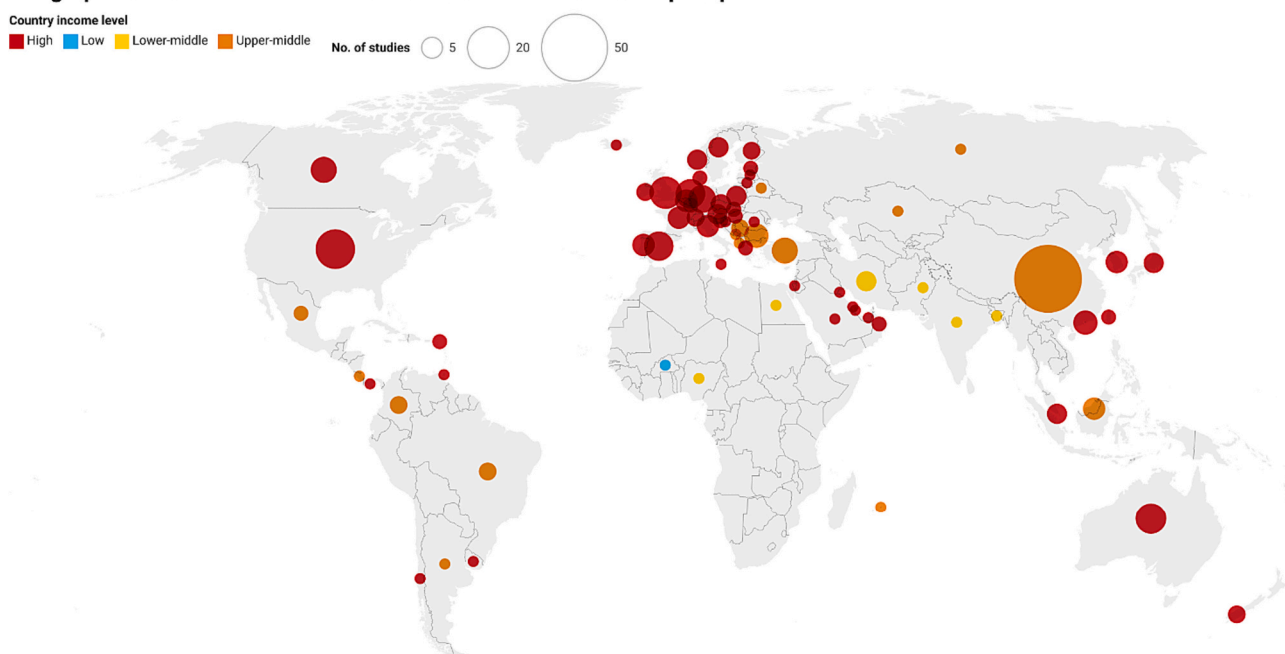 Country income level
High Low Lower-middle Upper-middle
No. of studies 5 20 50